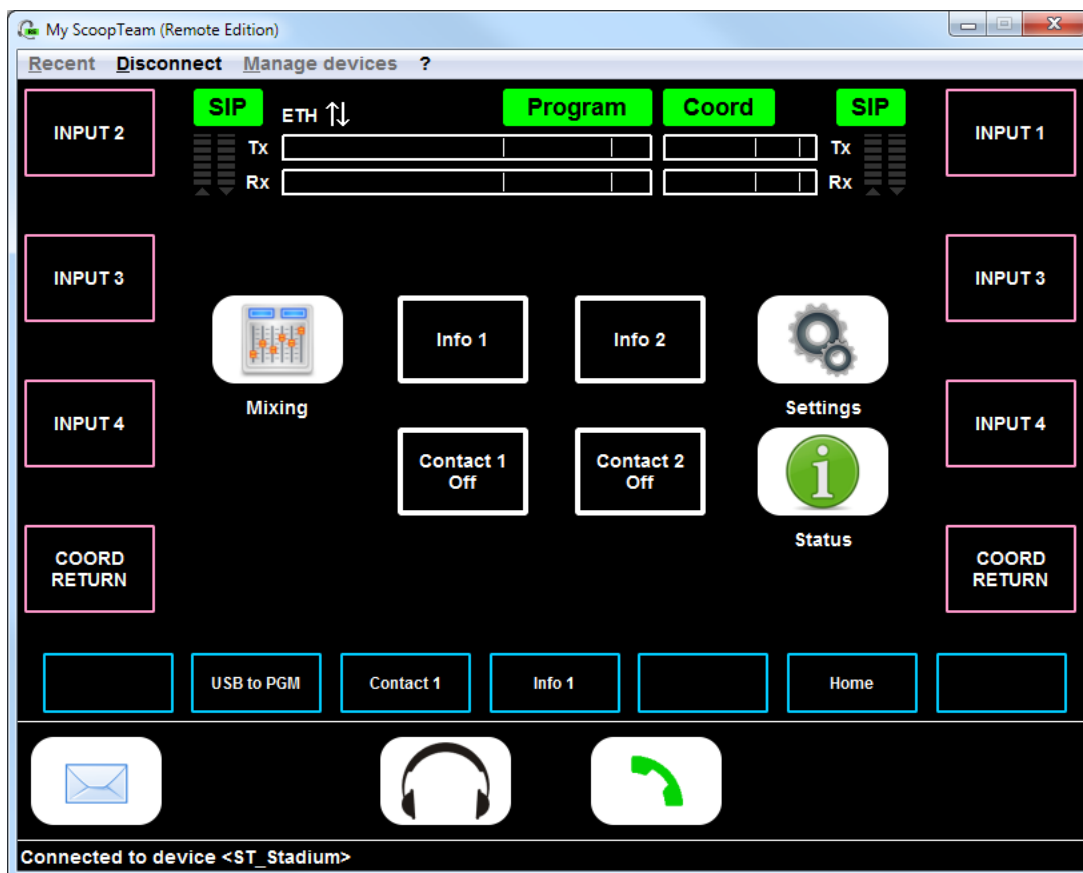 My ScoopTeam (Remote Edition)
Recent Disconnect Manage devices ?
INPUT 2
SIP
ETH
Program
Coord
SIP
INPUT 1
Tx
Tx
Rx
Rx
INPUT 3
INPUT 3
Info 1
Info 2
Mixing
Settings
INPUT 4
INPUT 4
Contact 1
Off
Contact 2
Off
Status
COORD
RETURN
COORD
RETURN
USB to PGM
Contact 1
Info 1
Home
Connected to device <ST_Stadium>